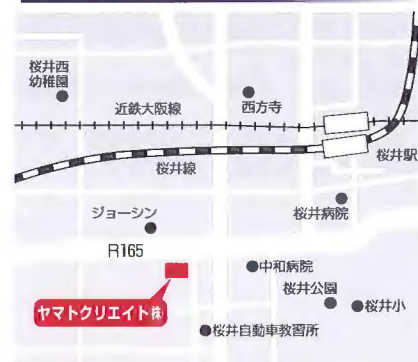 桜井西
幼稚園
近鉄大阪線
西方寺
桜井線
桜井駅
ジョーシン
桜井病院
R165
中和病院
桜井公園
桜井小
ヤマトクリエイト㈱
桜井自動車教習所